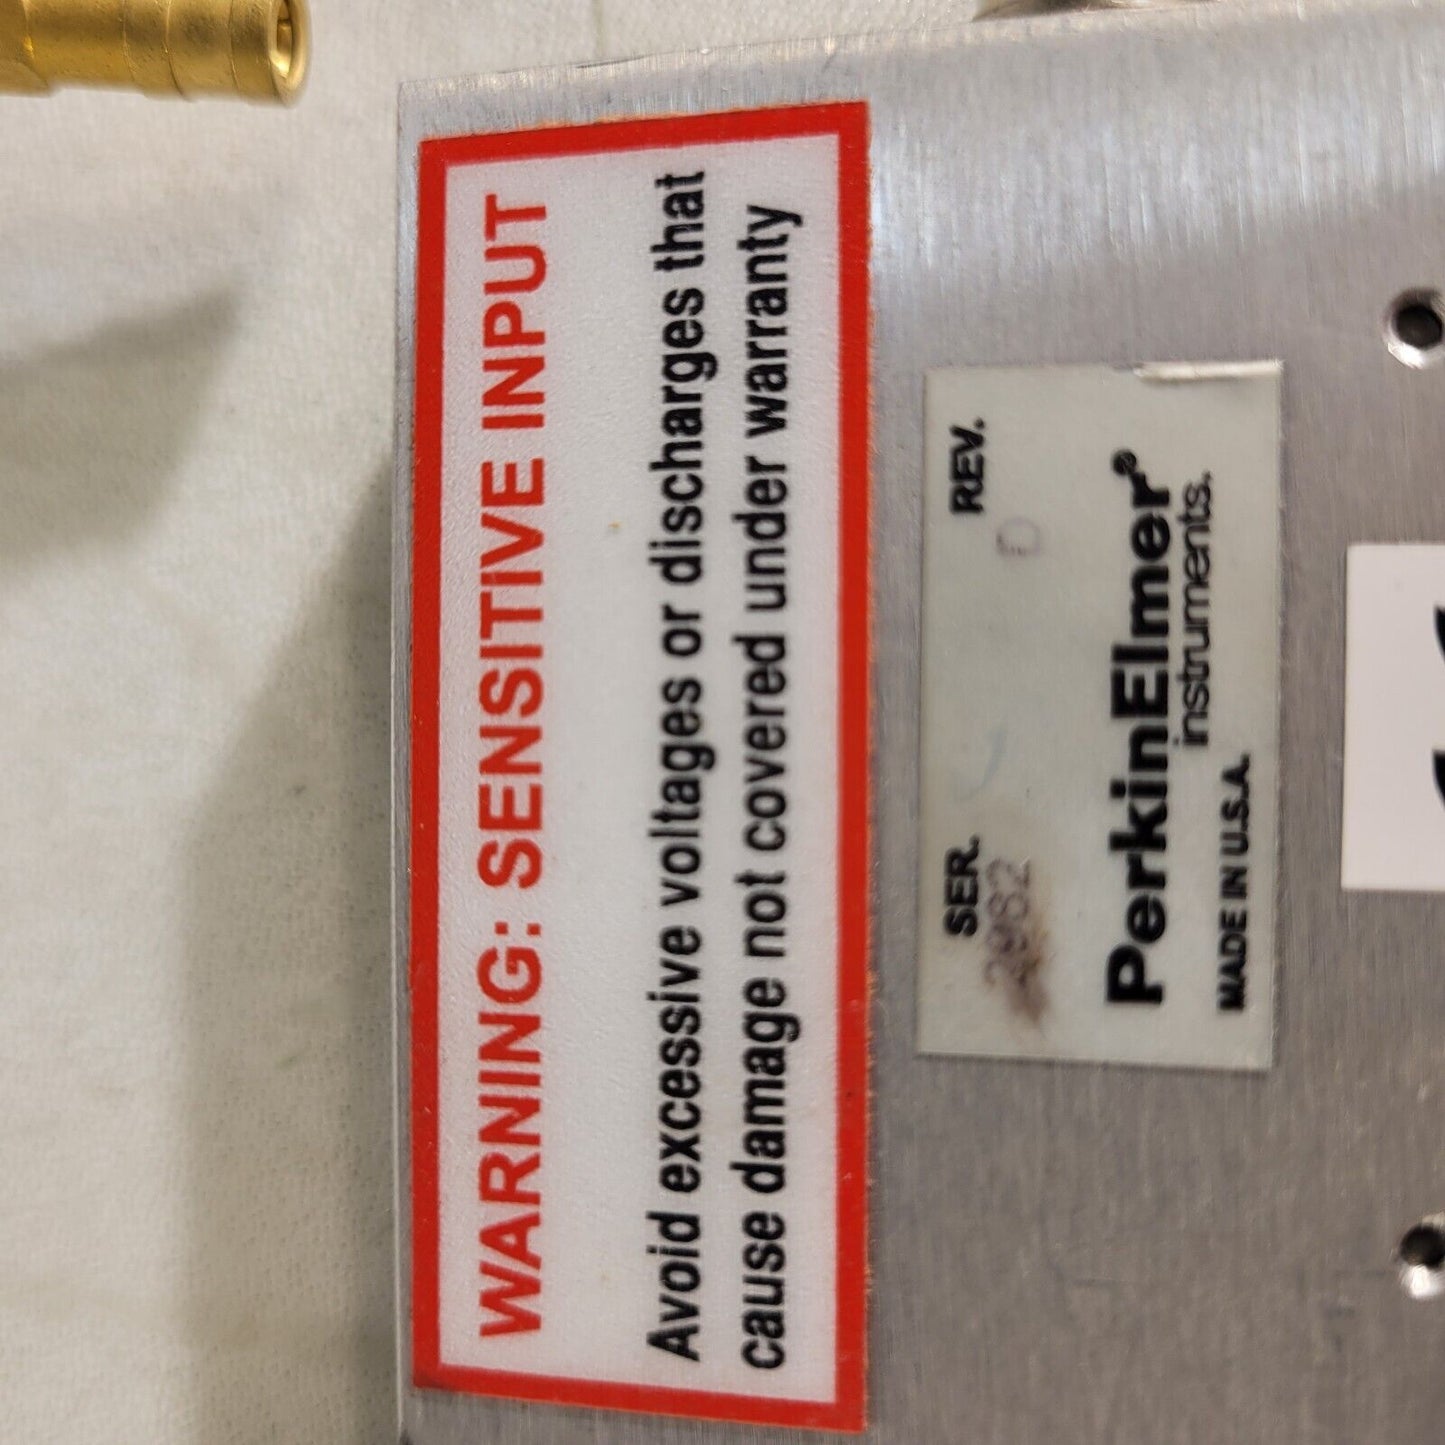 WARNING: SENSITIVE INPUT
Avoid excessive voltages or discharges that
cause damage not covered under warranty
SER. REV.
2982 D
PerkinElmer®
instruments.
MADE IN U.S.A.